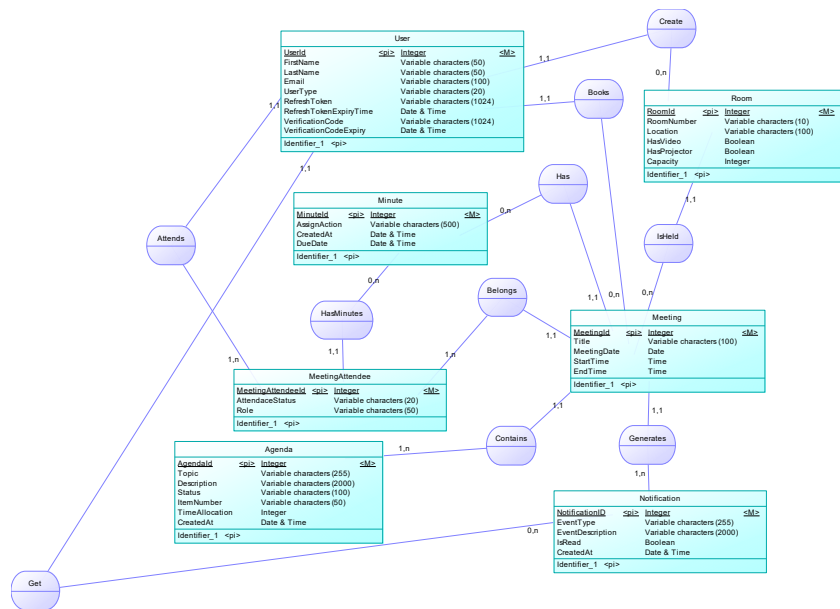 Create
User
UserId <pi> Integer <M>
FirstName Variable characters (50)
LastName Variable characters (50)
Email Variable characters (100)
UserType Variable characters (20)
RefreshToken Variable characters (1024)
RefreshTokenExpiryTime Date & Time
VerificationCode Variable characters (1024)
VerificationCodeExpiry Date & Time
Identifier_1 <pi>
1,1
0,n
1,1
Books
1,1
1,1
Room
RoomId <pi> Integer <M>
RoomNumber Variable characters (10)
Location Variable characters (100)
HasVideo Boolean
HasProjector Boolean
Capacity Integer
Identifier_1 <pi>
1,1
Has
0,n
Minute
MinuteId <pi> Integer <M>
AssignAction Variable characters (500)
CreatedAt Date & Time
DueDate Date & Time
Identifier_1 <pi>
Attends
IsHeld
0,n
HasMinutes
1,1
Belongs
1,1
0,n
0,n
1,1
1,n
1,n
Meeting
MeetingId <pi> Integer <M>
Title Variable characters (100)
MeetingDate Date
StartTime Time
EndTime Time
Identifier_1 <pi>
MeetingAttendee
MeetingAttendeeId <pi> Integer <M>
AttendaceStatus Variable characters (20)
Role Variable characters (50)
Identifier_1 <pi>
1,1
1,1
Contains
Generates
1,n
1,n
Agenda
AgendaId <pi> Integer <M>
Topic Variable characters (255)
Description Variable characters (2000)
Status Variable characters (100)
ItemNumber Variable characters (50)
TimeAllocation Integer
CreatedAt Date & Time
Identifier_1 <pi>
Notification
NotificationID <pi> Integer <M>
EventType Variable characters (255)
EventDescription Variable characters (2000)
IsRead Boolean
CreatedAt Date & Time
Identifier_1 <pi>
0,n
Get